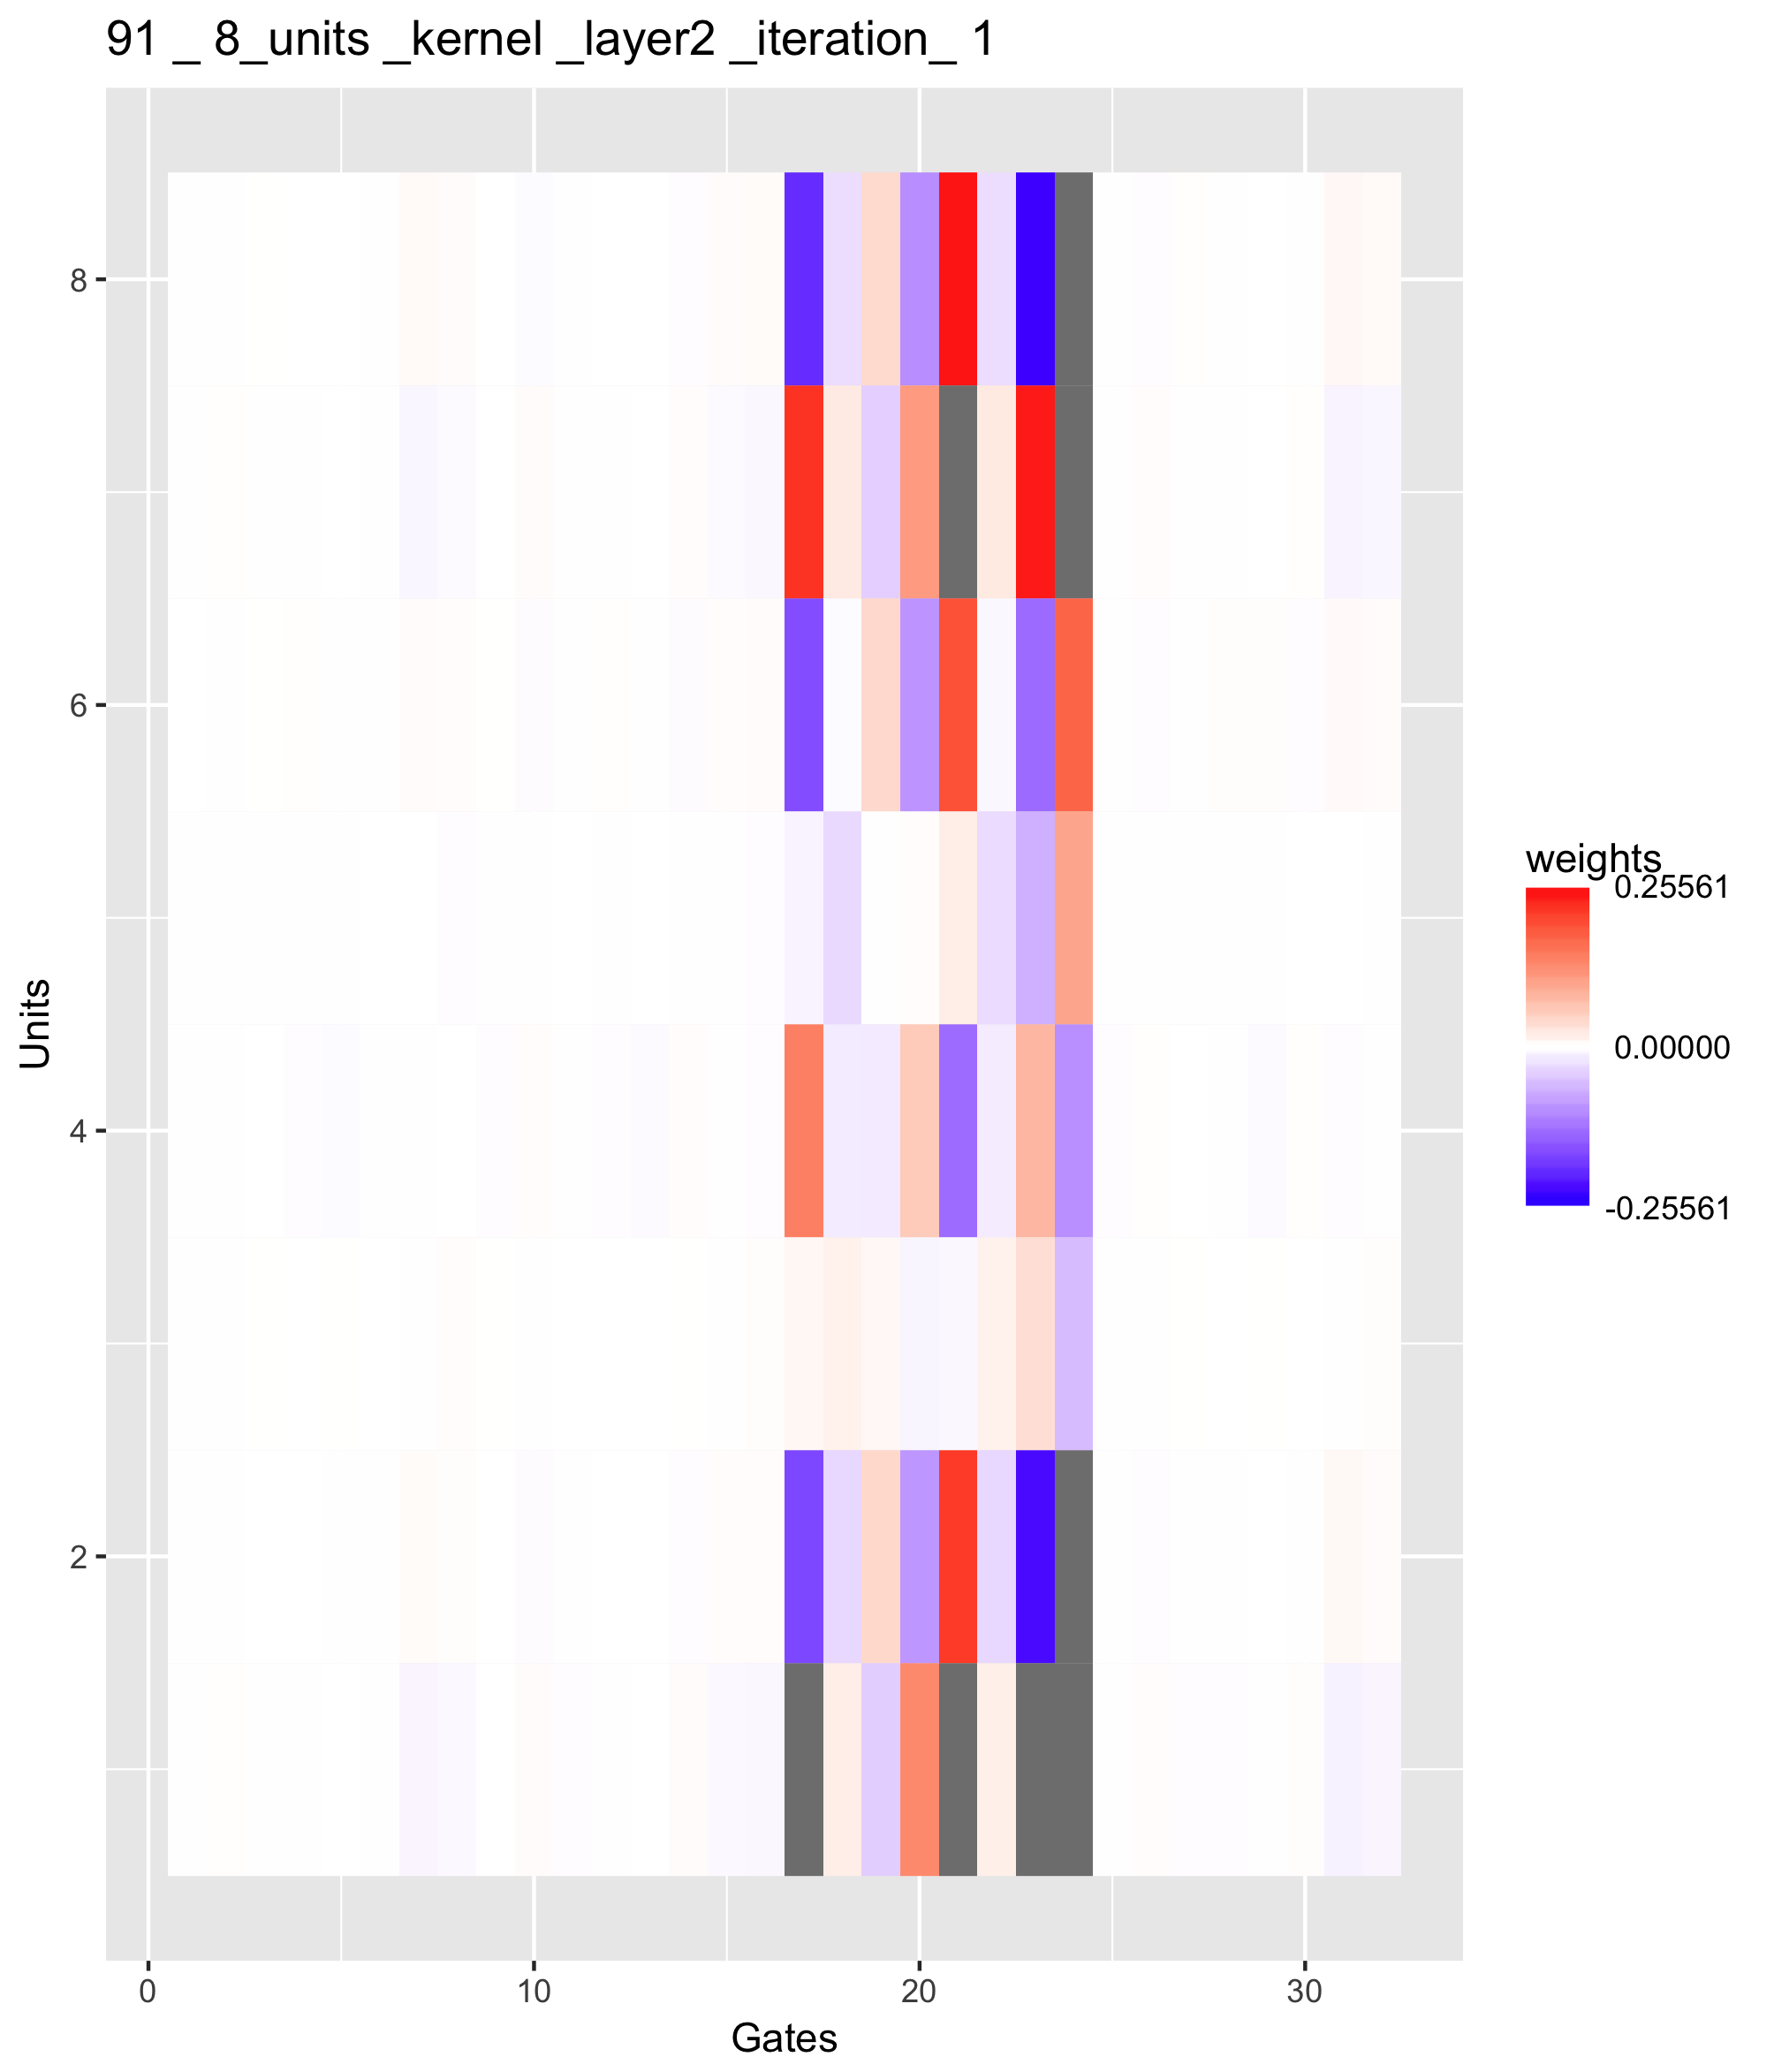 91 _ 8_units _kernel _layer2 _iteration_ 1
8
6
4
2
Units
0 10 20 30
Gates
weights
0.25561
0.00000
-0.25561